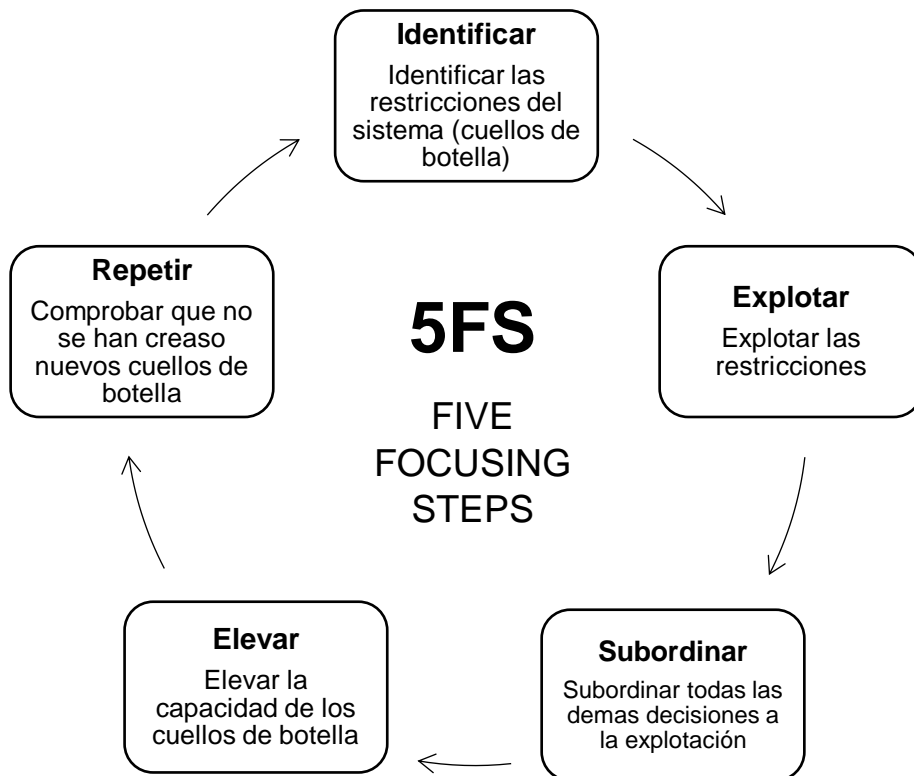 Identificar
Identificar las
restricciones del
sistema (cuellos de
botella)
Explotar
Explotar las
restricciones
Subordinar
Subordinar todas las
demas decisiones a
la explotación
Elevar
Elevar la
capacidad de los
cuellos de botella
Repetir
Comprobar que no
se han creaso
nuevos cuellos de
botella
5FS
FIVE
FOCUSING
STEPS